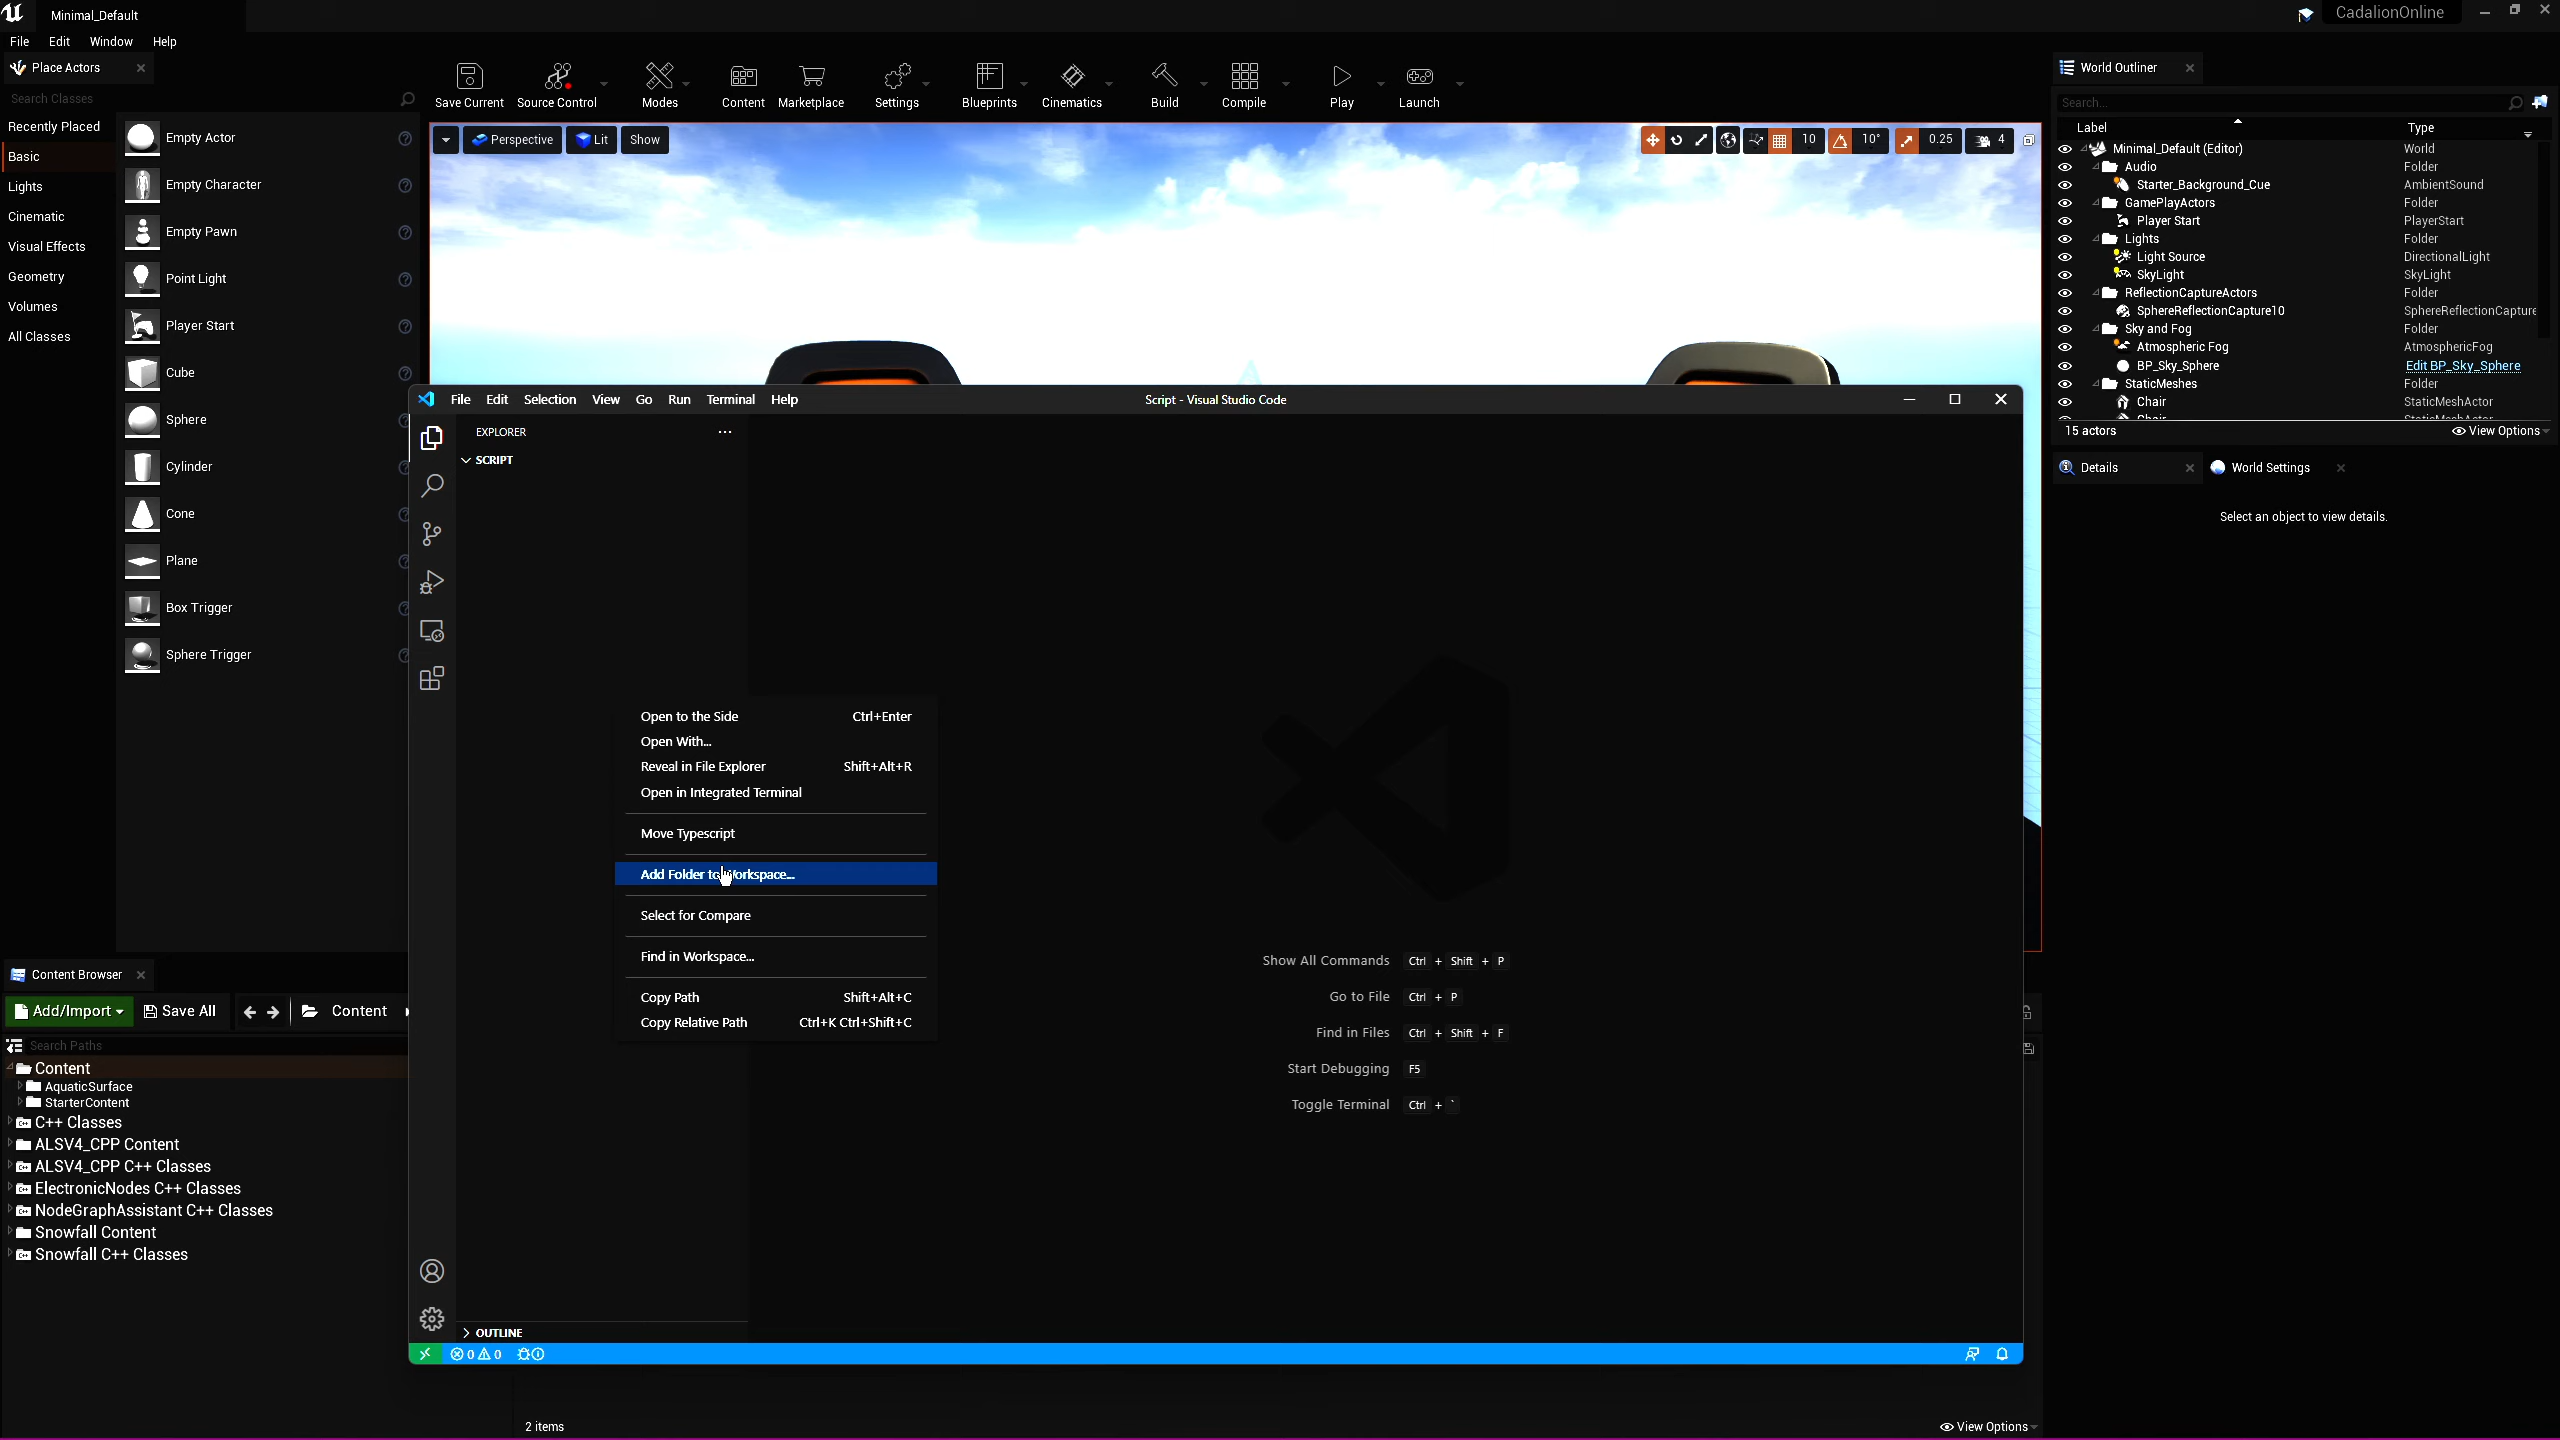 Minimal_Default
CadalionOnline
File Edit Window Help
Place Actors
Search Classes
Recently Placed
Basic
Lights
Cinematic
Visual Effects
Geometry
Volumes
All Classes
Empty Actor
Empty Character
Empty Pawn
Point Light
Player Start
Cube
Sphere
Cylinder
Cone
Plane
Box Trigger
Sphere Trigger
Save Current Source Control Modes Content Marketplace Settings Blueprints Cinematics Build Compile Play Launch
Perspective Lit Show
10 10° 0.25 4
World Outliner
Search...
Label Type
Minimal_Default (Editor) World
Audio Folder
Starter_Background_Cue AmbientSound
GamePlayActors Folder
Player Start PlayerStart
Lights Folder
Light Source DirectionalLight
SkyLight SkyLight
ReflectionCaptureActors Folder
SphereReflectionCapture10 SphereReflectionCapture
Sky and Fog Folder
Atmospheric Fog AtmosphericFog
BP_Sky_Sphere Edit BP_Sky_Sphere
StaticMeshes Folder
Chair StaticMeshActor
15 actors View Options
Details World Settings
Select an object to view details.
File Edit Selection View Go Run Terminal Help
Script - Visual Studio Code
EXPLORER
SCRIPT
Open to the Side Ctrl+Enter
Open With...
Reveal in File Explorer Shift+Alt+R
Open in Integrated Terminal
Move Typescript
Add Folder to Workspace...
Select for Compare
Find in Workspace...
Copy Path Shift+Alt+C
Copy Relative Path Ctrl+K Ctrl+Shift+C
Show All Commands Ctrl + Shift + P
Go to File Ctrl + P
Find in Files Ctrl + Shift + F
Start Debugging F5
Toggle Terminal Ctrl + `
OUTLINE
0 0
Content Browser
Add/Import Save All Content
Search Paths
Content
AquaticSurface
StarterContent
C++ Classes
ALSV4_CPP Content
ALSV4_CPP C++ Classes
ElectronicNodes C++ Classes
NodeGraphAssistant C++ Classes
Snowfall Content
Snowfall C++ Classes
2 items
View Options